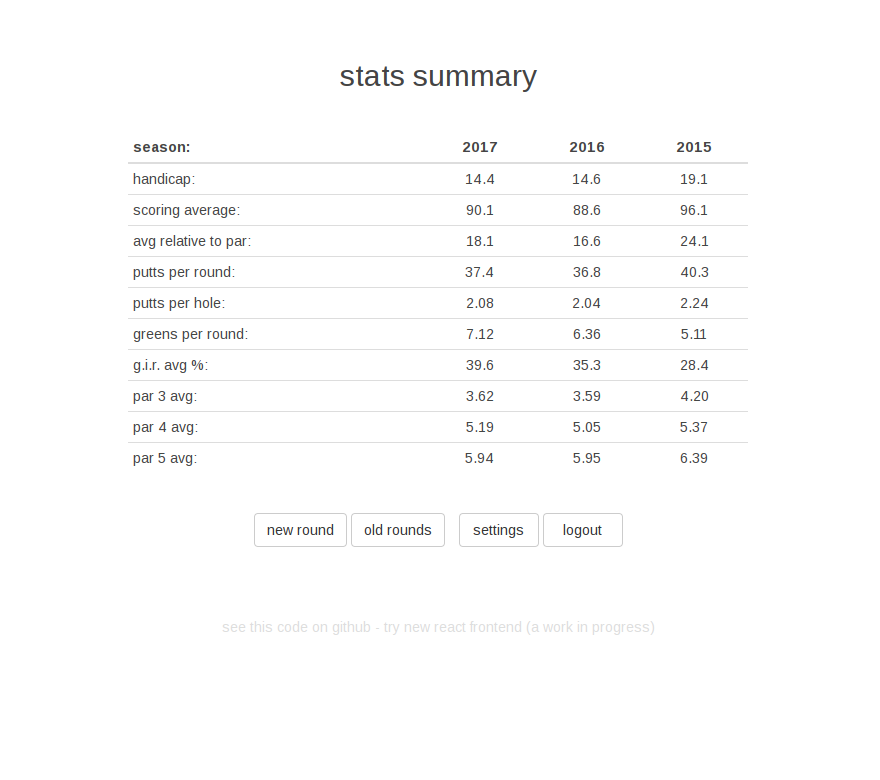 stats summary
season: 2017 2016 2015
handicap: 14.4 14.6 19.1
scoring average: 90.1 88.6 96.1
avg relative to par: 18.1 16.6 24.1
putts per round: 37.4 36.8 40.3
putts per hole: 2.08 2.04 2.24
greens per round: 7.12 6.36 5.11
g.i.r. avg %: 39.6 35.3 28.4
par 3 avg: 3.62 3.59 4.20
par 4 avg: 5.19 5.05 5.37
par 5 avg: 5.94 5.95 6.39
new round old rounds settings logout
see this code on github - try new react frontend (a work in progress)